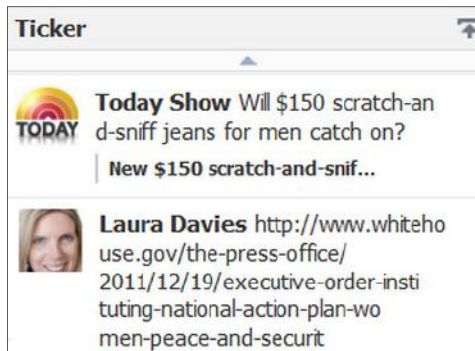 Ticker
TODAY
Today Show Will $150 scratch-an
d-sniff jeans for men catch on?
New $150 scratch-and-snif...
Laura Davies http://www.whiteho
use.gov/the-press-office/
2011/12/19/executive-order-insti
tuting-national-action-plan-wo
men-peace-and-securit